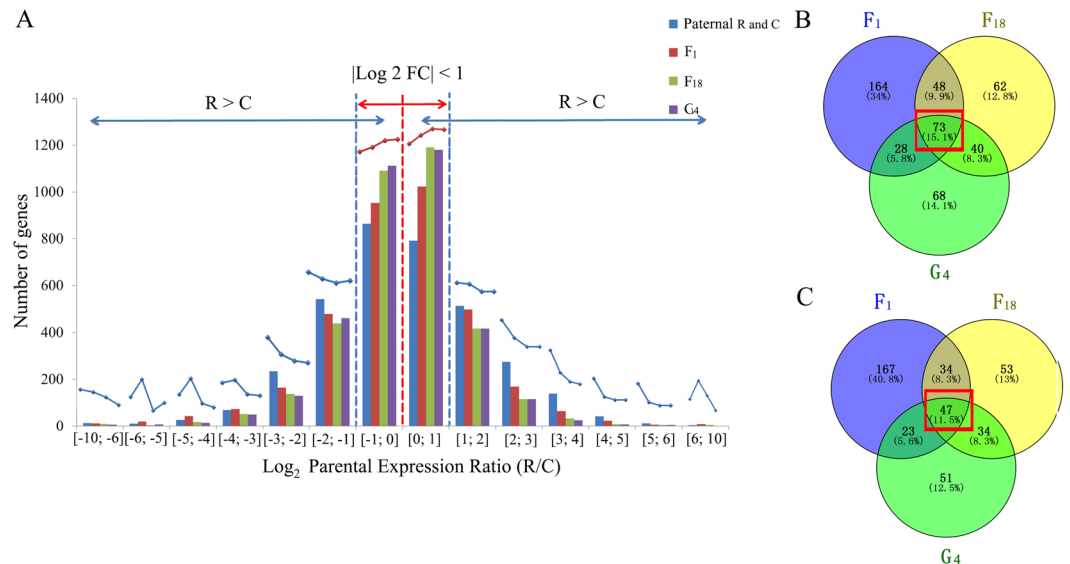 A
Paternal R and C
F1
F18
G4
|Log 2 FC| < 1
R > C
R > C
Number of genes
1400
1200
1000
800
600
400
200
0
[-10; -6]
[-6; -5]
[-5; -4]
[-4; -3]
[-3; -2]
[-2; -1]
[-1; 0]
[0; 1]
[1; 2]
[2; 3]
[3; 4]
[4; 5]
[5; 6]
[6; 10]
Log2 Parental Expression Ratio (R/C)
B
F1
F18
164
(34%)
48
(9.9%)
62
(12.8%)
73
(15.1%)
28
(5.8%)
40
(8.3%)
68
(14.1%)
G4
C
F1
F18
167
(40.8%)
34
(8.3%)
53
(13%)
47
(11.5%)
23
(5.6%)
34
(8.3%)
51
(12.5%)
G4